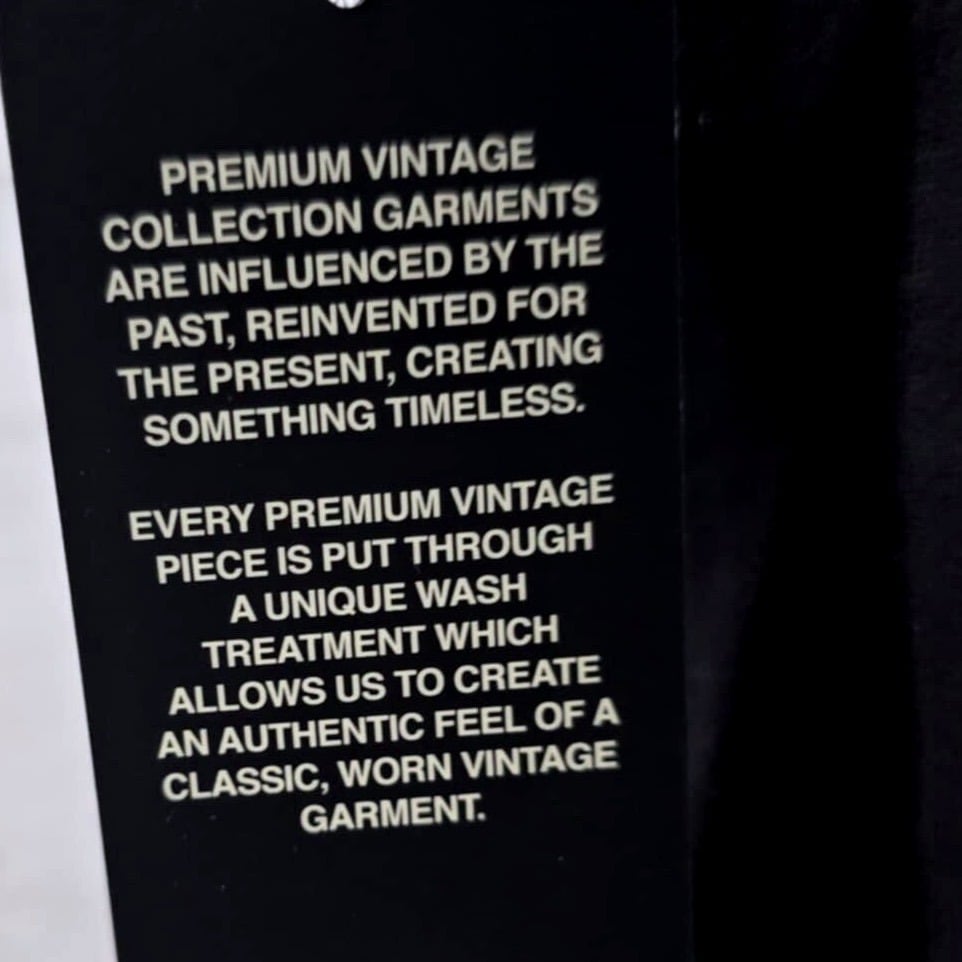 PREMIUM VINTAGE
COLLECTION GARMENTS
ARE INFLUENCED BY THE
PAST, REINVENTED FOR
THE PRESENT, CREATING
SOMETHING TIMELESS.
EVERY PREMIUM VINTAGE
PIECE IS PUT THROUGH
A UNIQUE WASH
TREATMENT WHICH
ALLOWS US TO CREATE
AN AUTHENTIC FEEL OF A
CLASSIC, WORN VINTAGE
GARMENT.